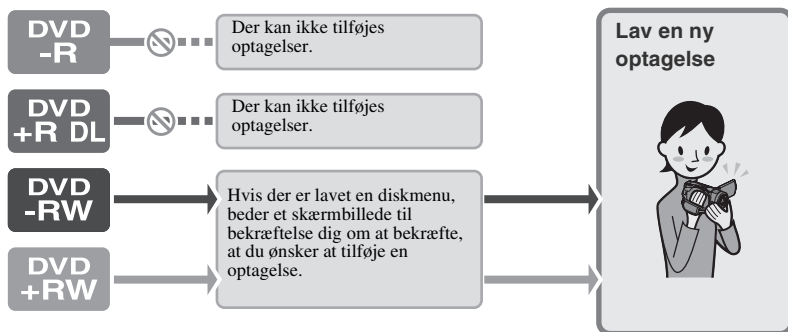 DVD
-R
Der kan ikke tilføjes
optagelser.
DVD
+R DL
Der kan ikke tilføjes
optagelser.
DVD
-RW
DVD
+RW
Hvis der er lavet en diskmenu,
beder et skærmbillede til
bekræftelse dig om at bekræfte,
at du ønsker at tilføje en
optagelse.
Lav en ny
optagelse